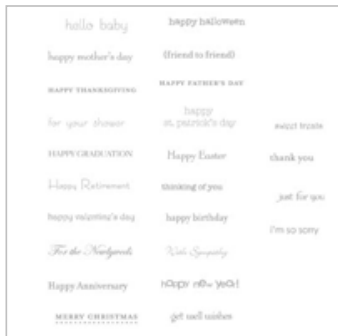 hello baby
happy halloween
happy mother's day
(friend to friend)
HAPPY THANKSGIVING
HAPPY FATHER'S DAY
for your shower
happy
st. patrick's day
sweet treats
HAPPY GRADUATION
Happy Easter
thank you
Happy Retirement
thinking of you
just for you
happy valentine's day
happy birthday
I'm so sorry
For the Newlyweds
With Sympathy
Happy Anniversary
happy new year!
MERRY CHRISTMAS
get well wishes